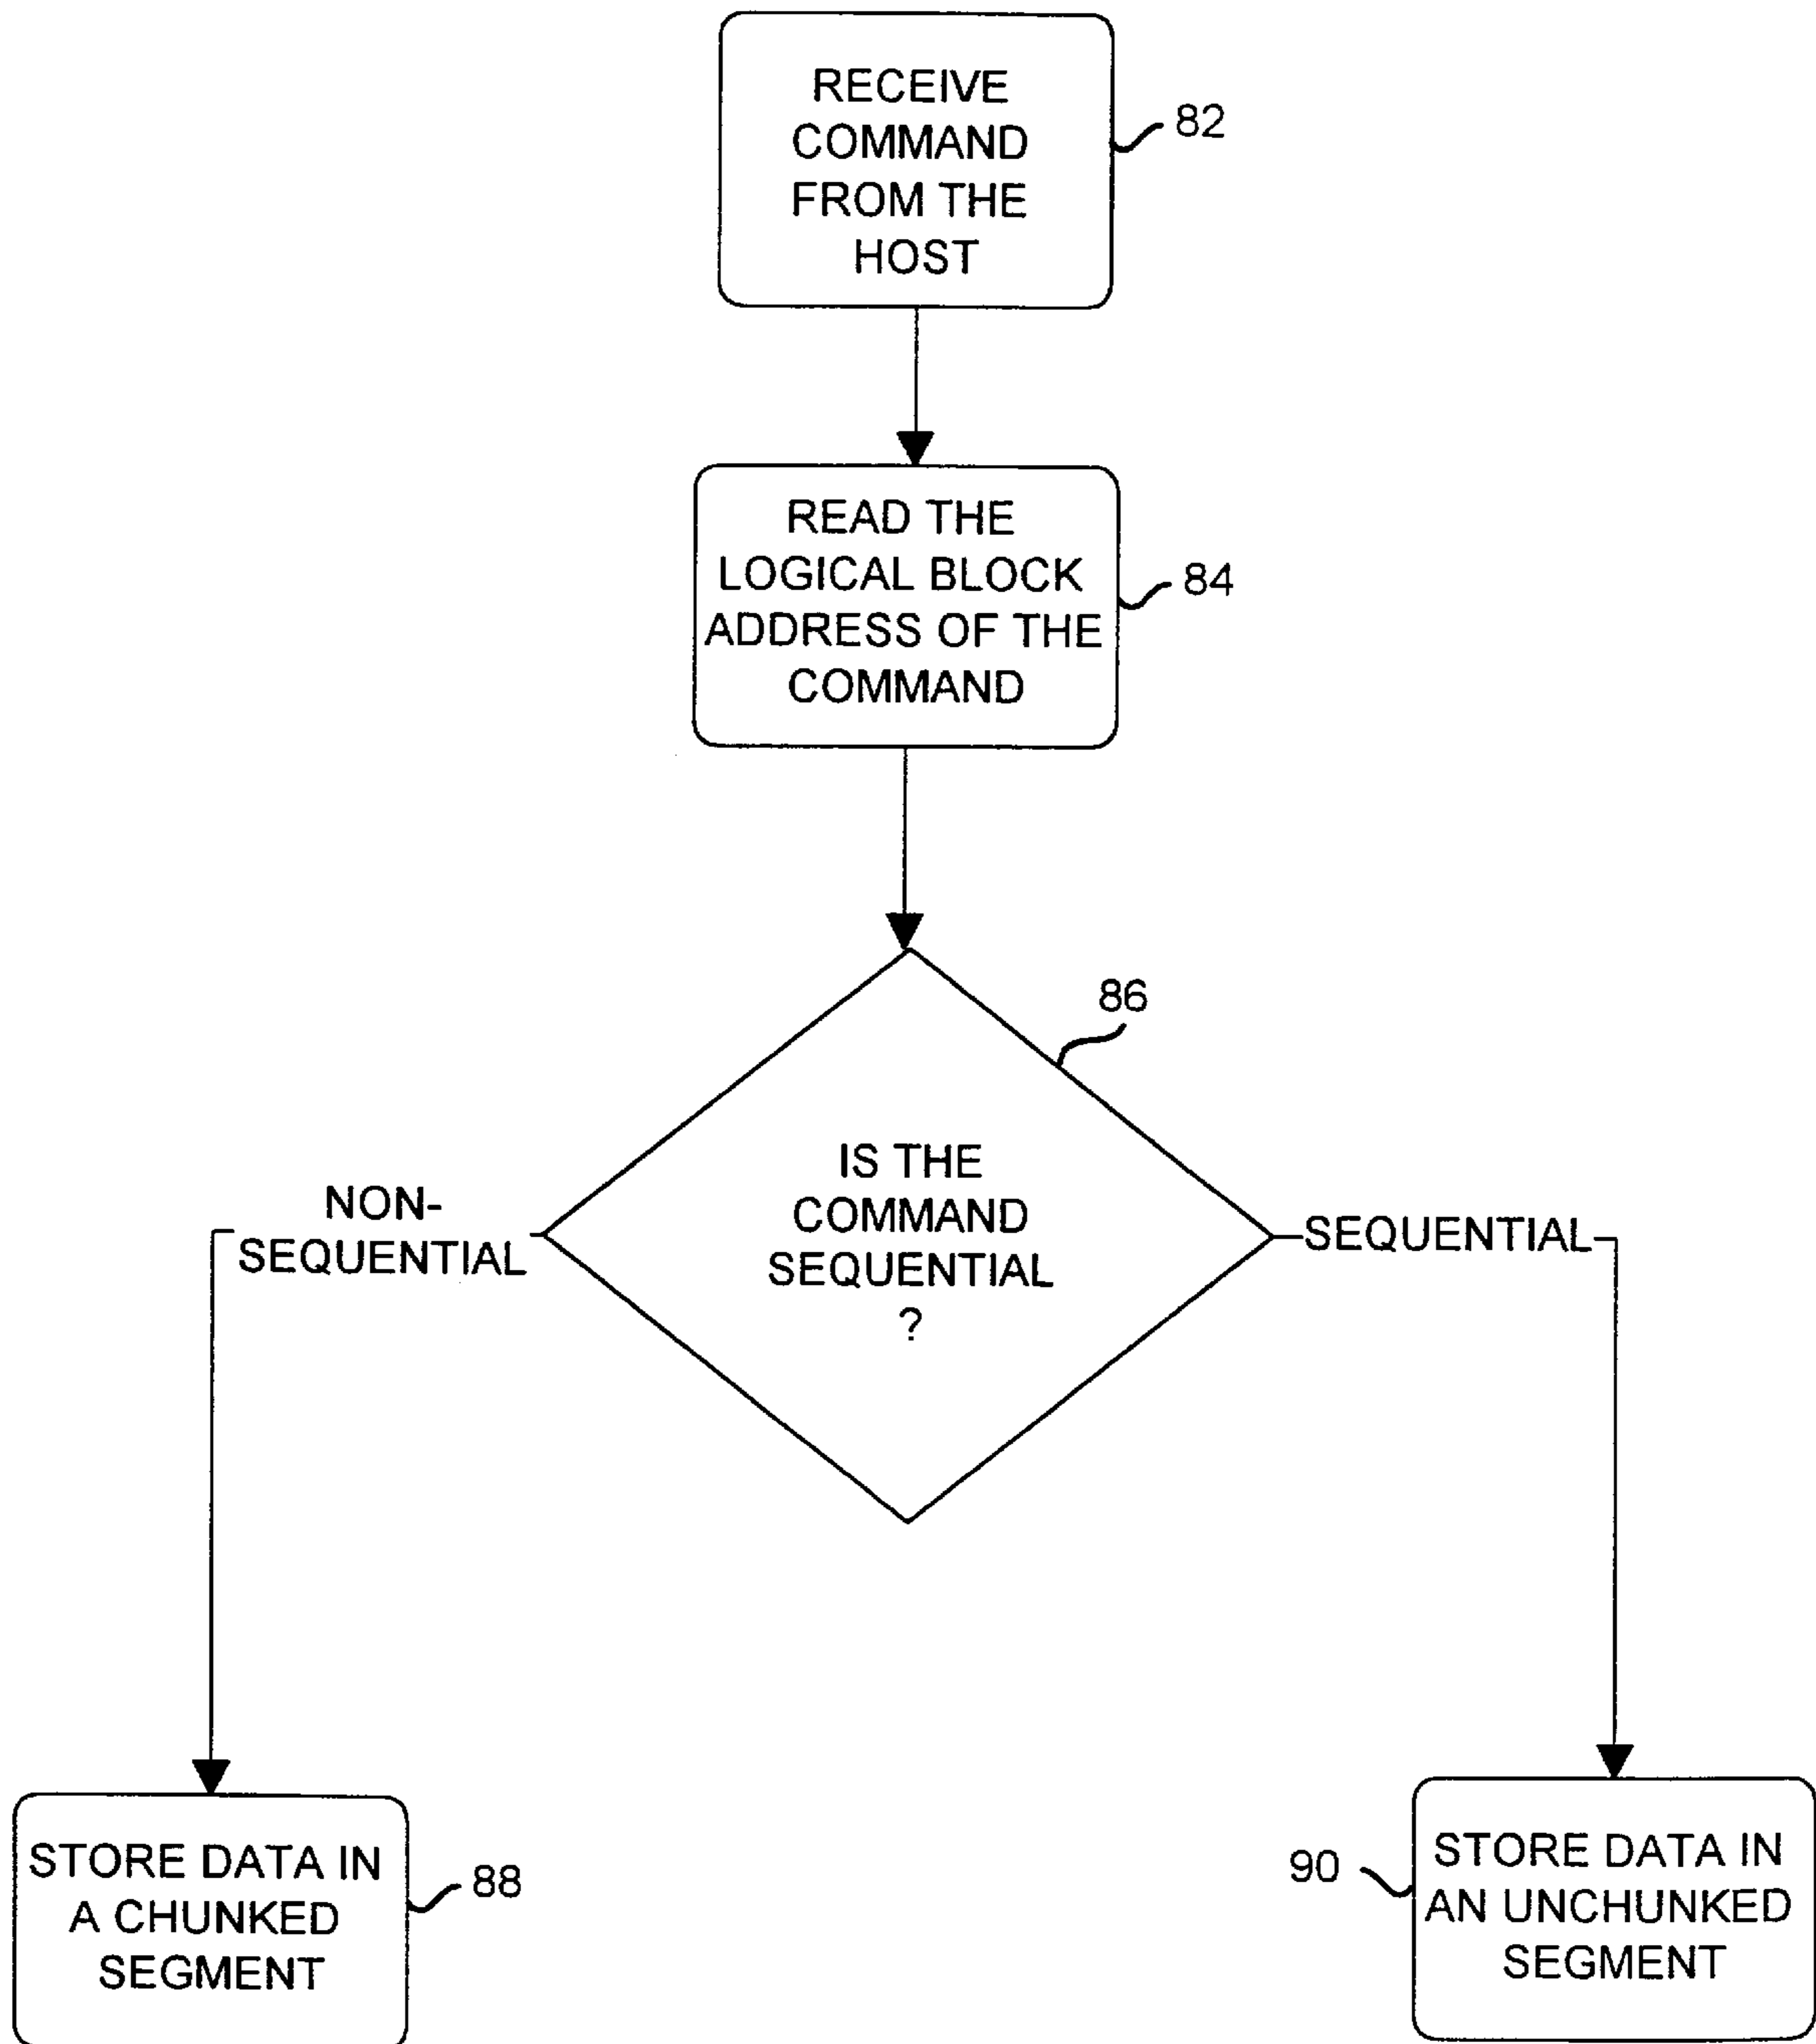 RECEIVE
COMMAND
FROM THE
HOST
82
READ THE
LOGICAL BLOCK
ADDRESS OF THE
COMMAND
84
86
IS THE
COMMAND
SEQUENTIAL
?
NON-
SEQUENTIAL
SEQUENTIAL
STORE DATA IN
A CHUNKED
SEGMENT
88
90
STORE DATA IN
AN UNCHUNKED
SEGMENT